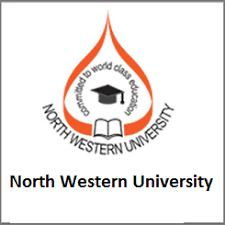 committed to world class education
NORTH WESTERN UNIVERSITY
North Western University